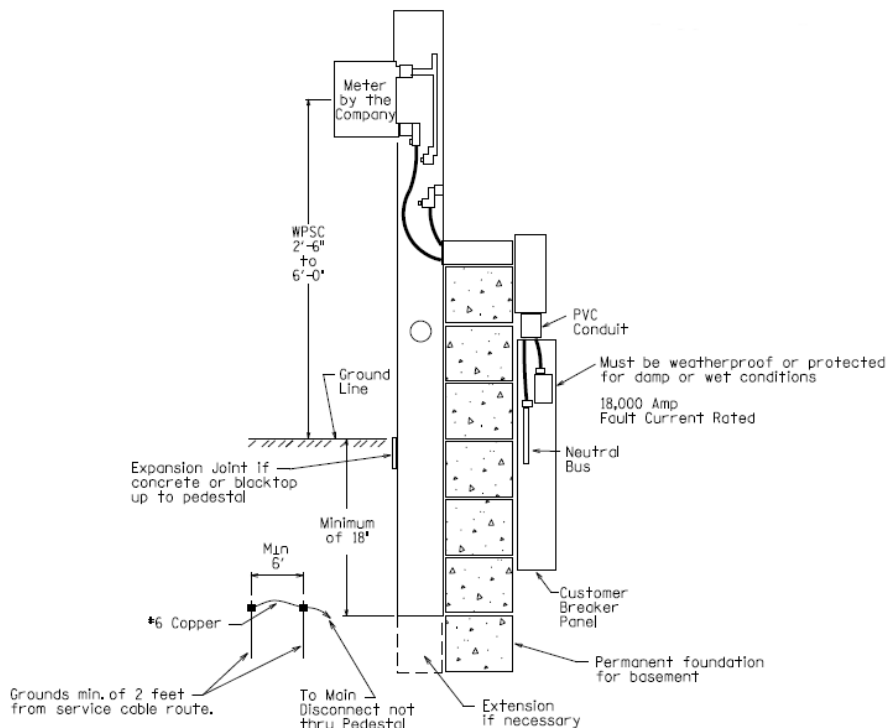 Meter
by the
Company
WPSC
2'-6"
to
6'-0"
PVC
Conduit
Ground
Line
Must be weatherproof or protected
for damp or wet conditions
18,000 Amp
Fault Current Rated
Neutral
Bus
Expansion Joint if
concrete or blacktop
up to pedestal
Minimum
of 18"
Min
6'
#6 Copper
Customer
Breaker
Panel
Grounds min. of 2 feet
from service cable route.
To Main
Disconnect not
thru Pedestal
Extension
if necessary
Permanent foundation
for basement